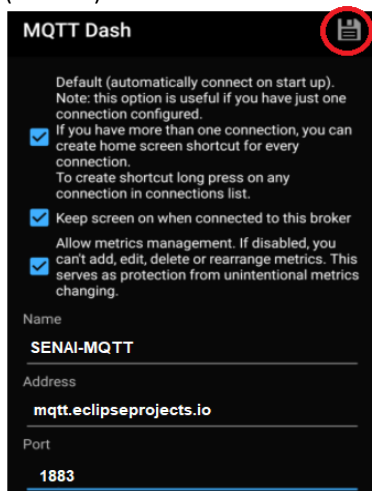 MQTT Dash
Default (automatically connect on start up).
Note: this option is useful if you have just one
connection configured.
If you have more than one connection, you can
create home screen shortcut for every
connection.
To create shortcut long press on any
connection in connections list.
Keep screen on when connected to this broker
Allow metrics management. If disabled, you
can't add, edit, delete or rearrange metrics. This
serves as protection from unintentional metrics
changing.
Name
SENAI-MQTT
Address
mqtt.eclipseprojects.io
Port
1883